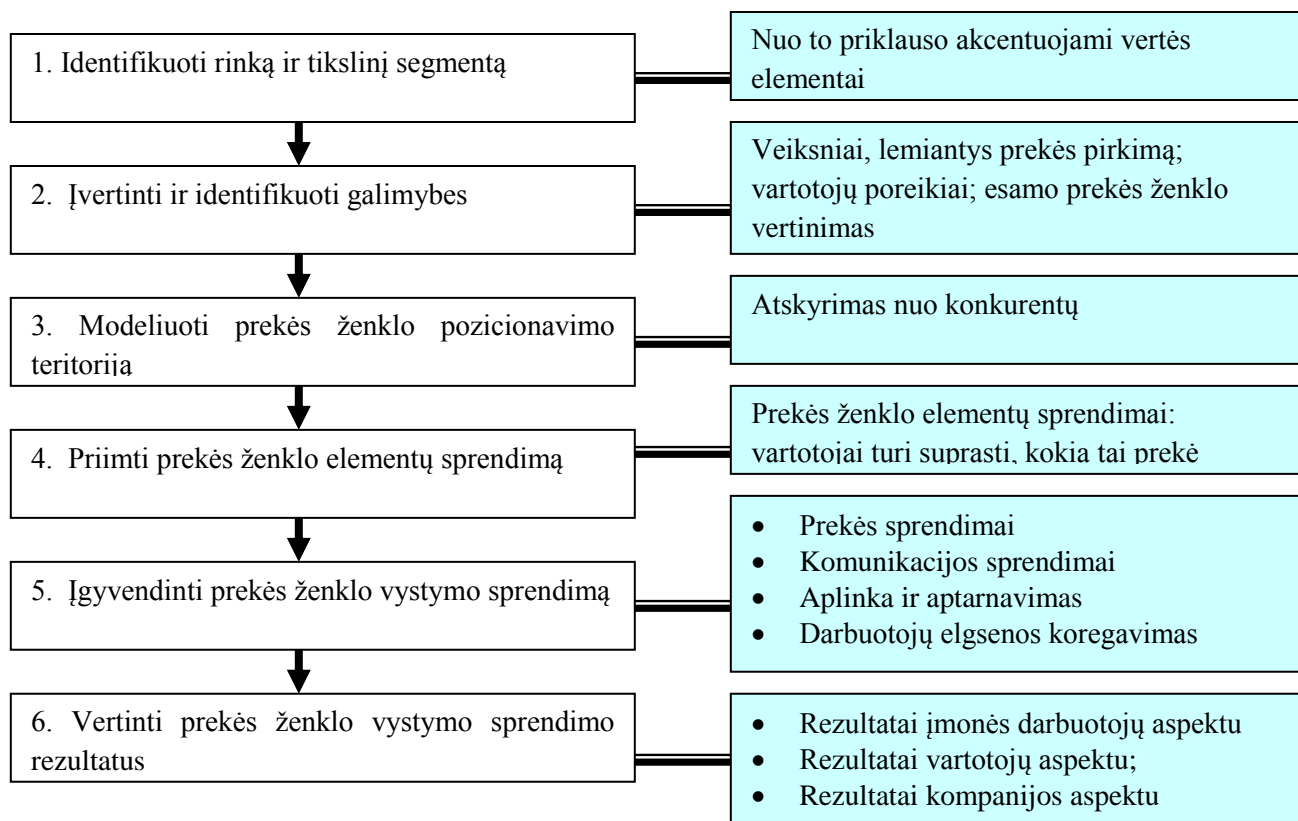 1. Identifikuoti rinką ir tikslinį segmentą
Nuo to priklauso akcentuojami vertės
elementai
2. Įvertinti ir identifikuoti galimybes
Veiksniai, lemiantys prekės pirkimą;
vartotojų poreikiai; esamo prekės ženklo
vertinimas
3. Modeliuoti prekės ženklo pozicionavimo
teritoriją
Atskyrimas nuo konkurentų
4. Priimti prekės ženklo elementų sprendimą
Prekės ženklo elementų sprendimai:
vartotojai turi suprasti, kokia tai prekė
5. Įgyvendinti prekės ženklo vystymo sprendimą
• Prekės sprendimai
• Komunikacijos sprendimai
• Aplinka ir aptarnavimas
• Darbuotojų elgsenos koregavimas
6. Vertinti prekės ženklo vystymo sprendimo
rezultatus
• Rezultatai įmonės darbuotojų aspektu
• Rezultatai vartotojų aspektu;
• Rezultatai kompanijos aspektu